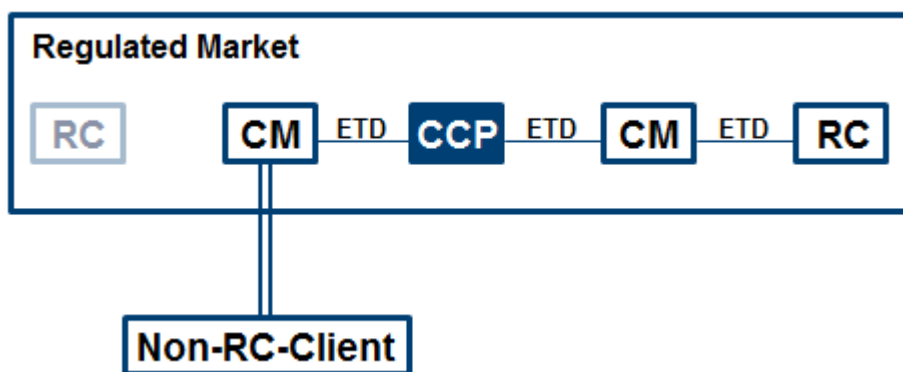 Regulated Market
RC CM ETD CCP ETD CM ETD RC
Non-RC-Client